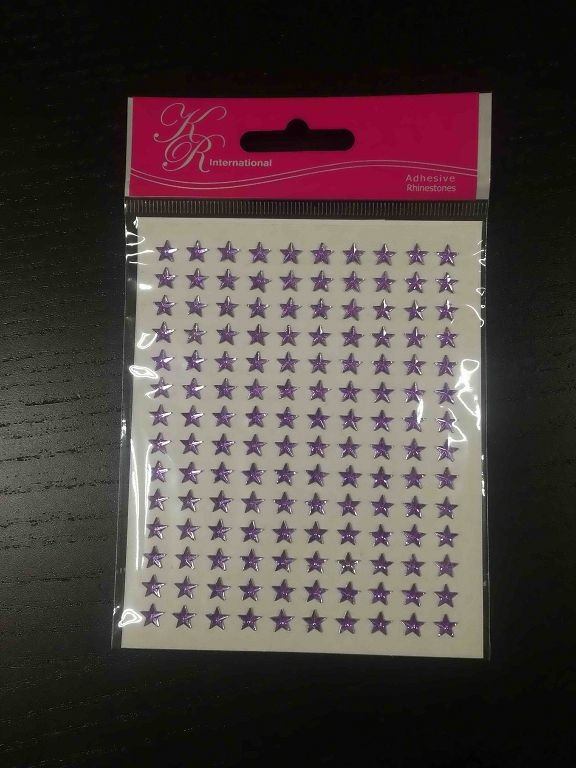 KR International
Adhesive
Rhinestones